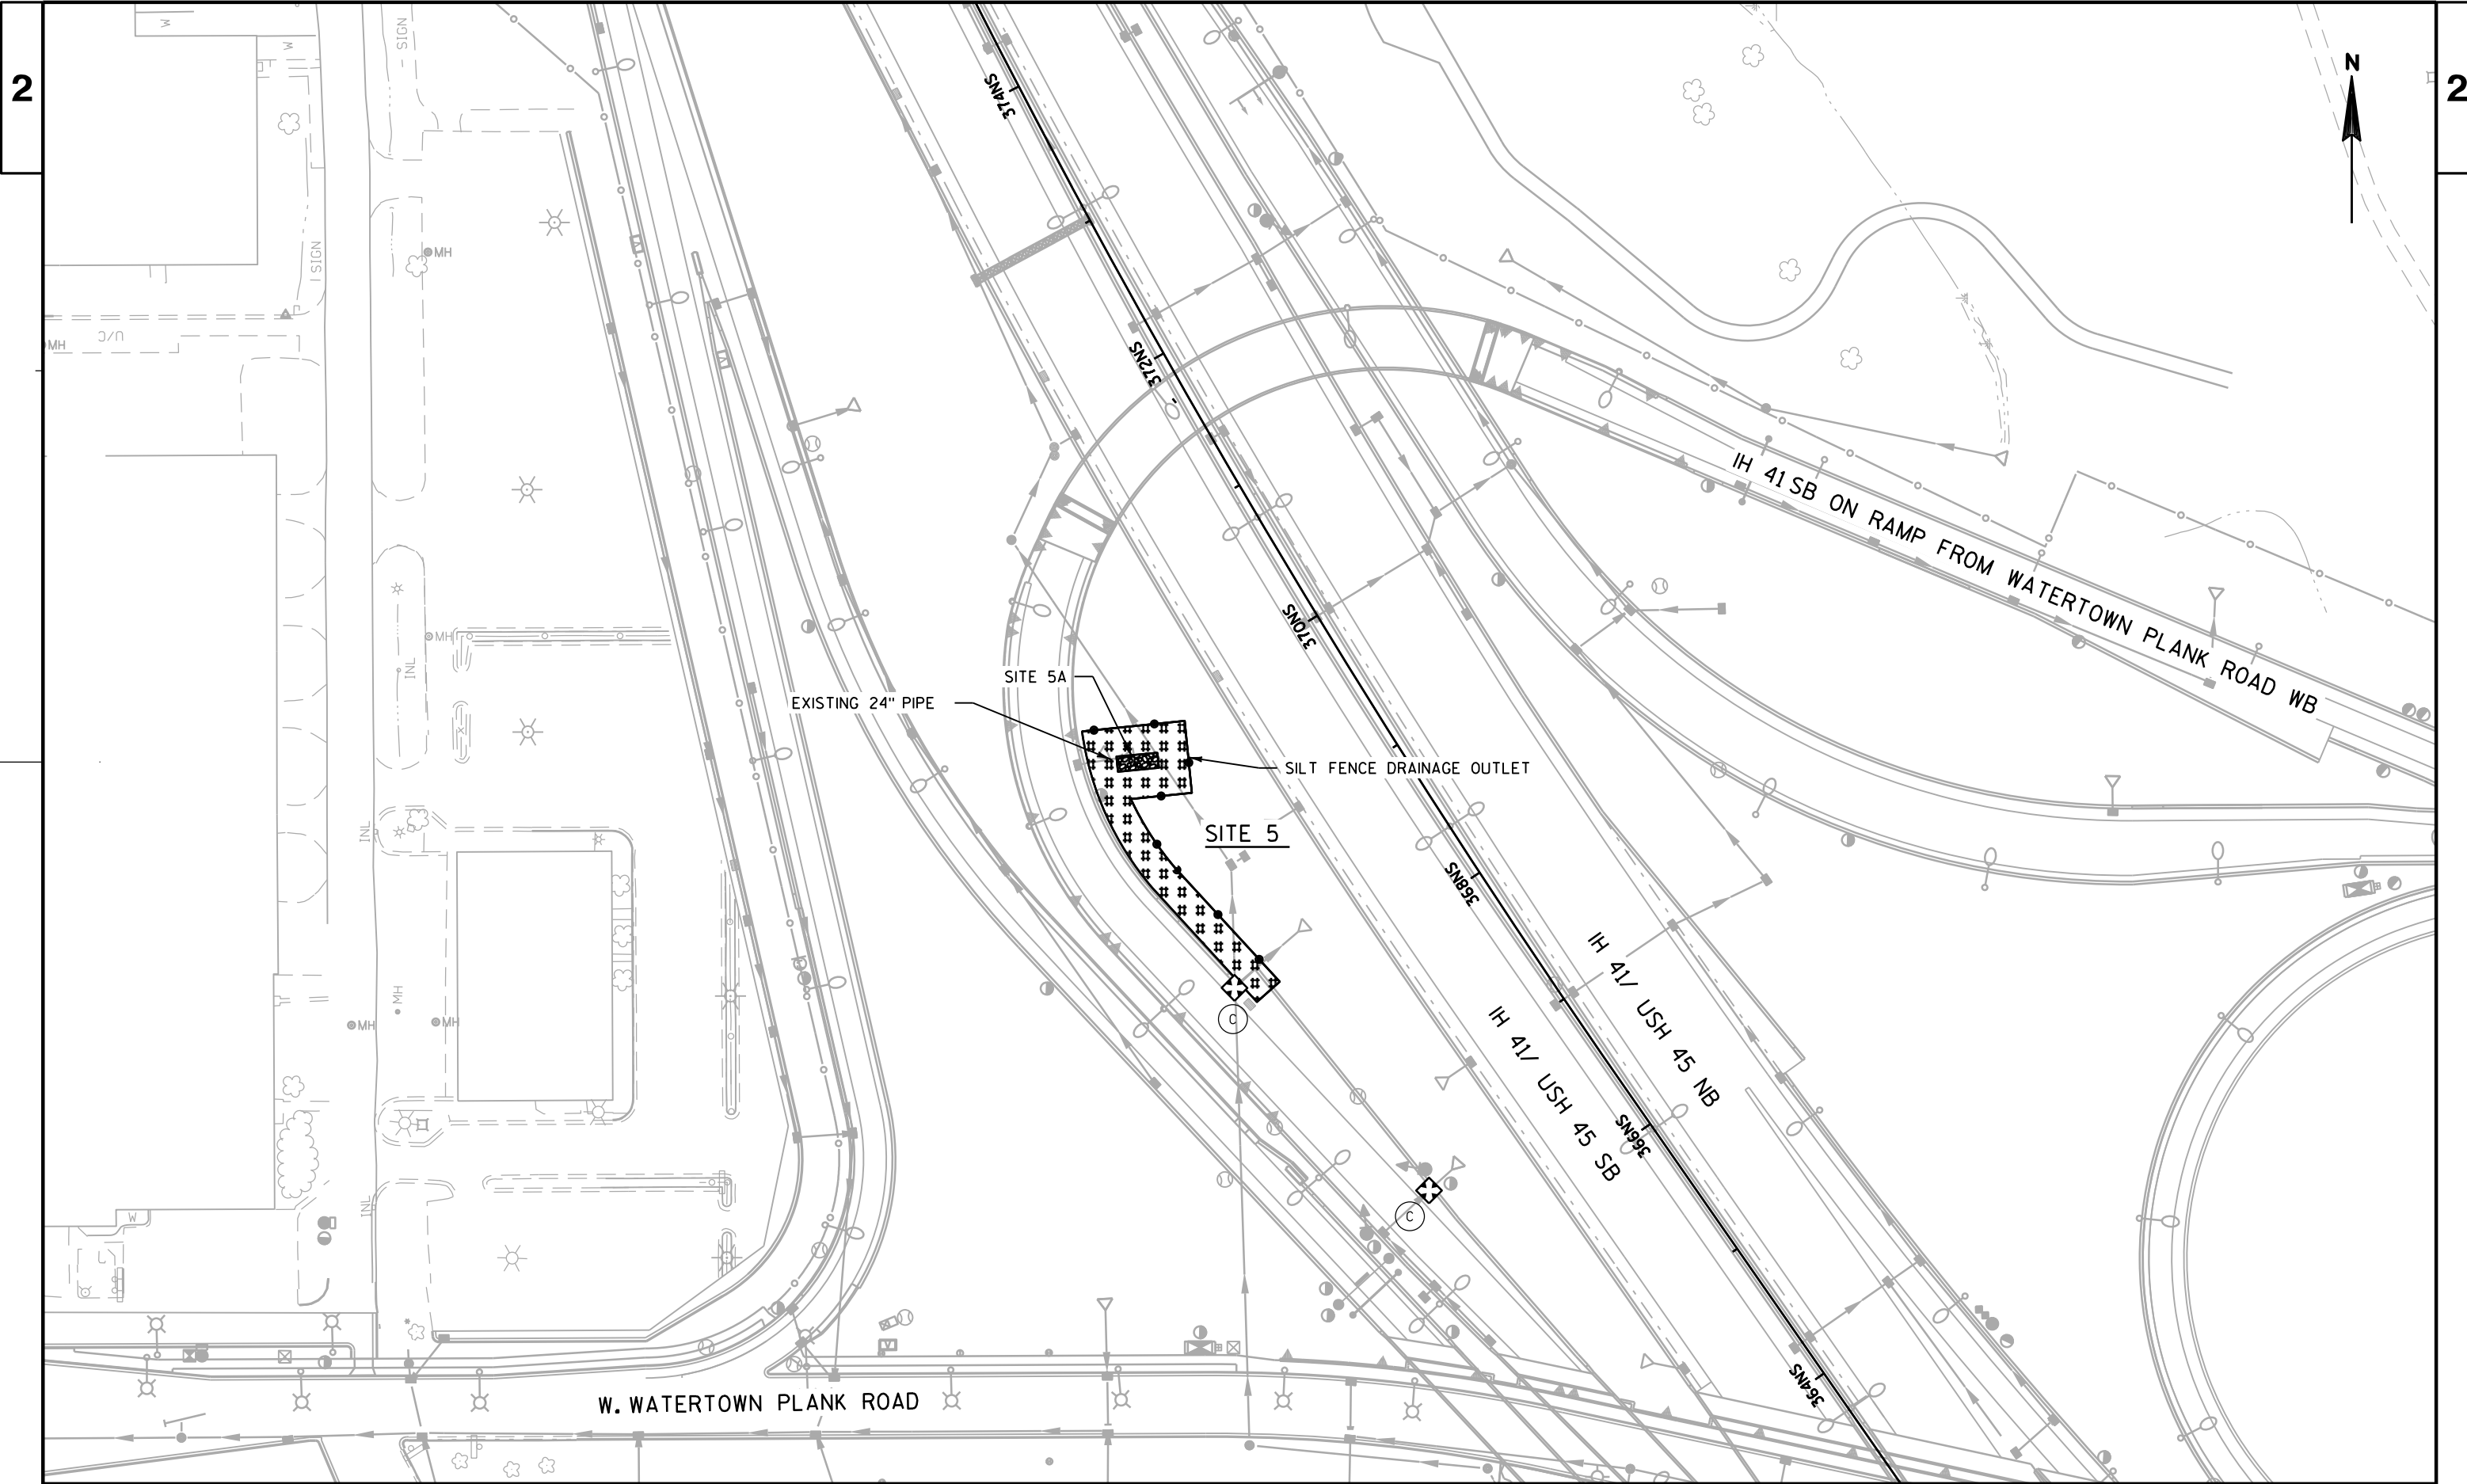 2
2
N
SIGN
W
W
374NS
SIGN
MH
U/C
MH
372NS
IH 41 SB ON RAMP FROM WATERTOWN PLANK ROAD WB
370NS
MH
INL
SITE 5A
EXISTING 24" PIPE
SILT FENCE DRAINAGE OUTLET
INL
SITE 5
368NS
IH 41/ USH 45 NB
MH
MH
MH
C
IH 41/ USH 45 SB
366NS
INL
W
C
364NS
W. WATERTOWN PLANK ROAD